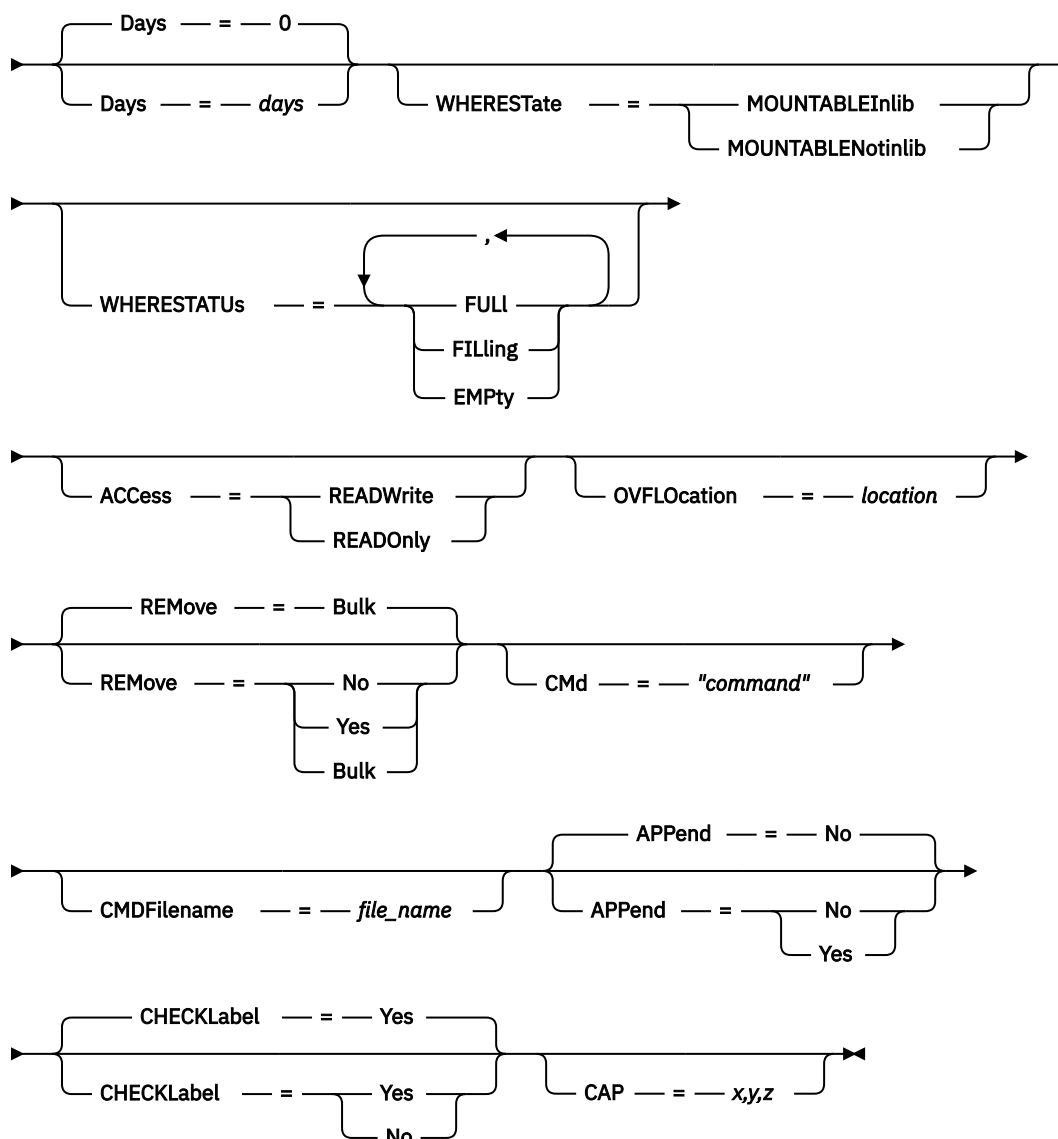 Days = 0
Days = days
WHERESTate = MOUNTABLEInlib
MOUNTABLENotinlib
,
WHERESTATUs = FULl
FILling
EMPty
ACCess = READWrite
READOnly
OVFLOcation = location
REMove = Bulk
REMove = No
Yes
Bulk
CMd = "command"
CMDFilename = file_name
APPend = No
APPend = No
Yes
CHECKLabel = Yes
CHECKLabel = Yes
No
CAP = x,y,z